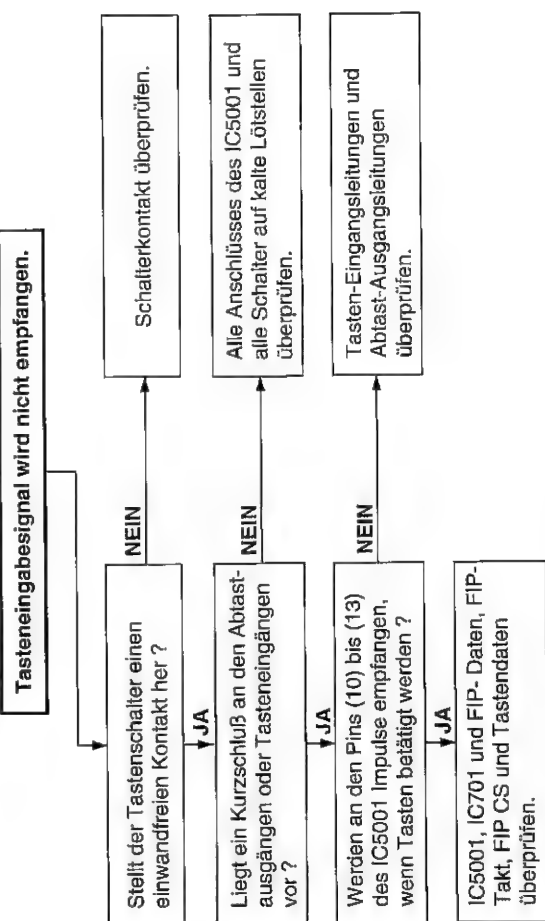 Tasteneingabesignal wird nicht empfangen.
Stellt der Tastenschalter einen
einwandfreien Kontakt her ?
NEIN
Schalterkontakt überprüfen.
JA
Liegt ein Kurzschluß an den Abtast-
ausgängen oder Tasteneingängen
vor ?
NEIN
Alle Anschlüsses des IC5001 und
alle Schalter auf kalte Lötstellen
überprüfen.
JA
Werden an den Pins (10) bis (13)
des IC5001 Impulse empfangen,
wenn Tasten betätigt werden ?
NEIN
Tasten-Eingangsleitungen und
Abtast-Ausgangsleitungen
überprüfen.
JA
IC5001, IC701 und FIP- Daten, FIP-
Takt, FIP CS und Tastendaten
überprüfen.